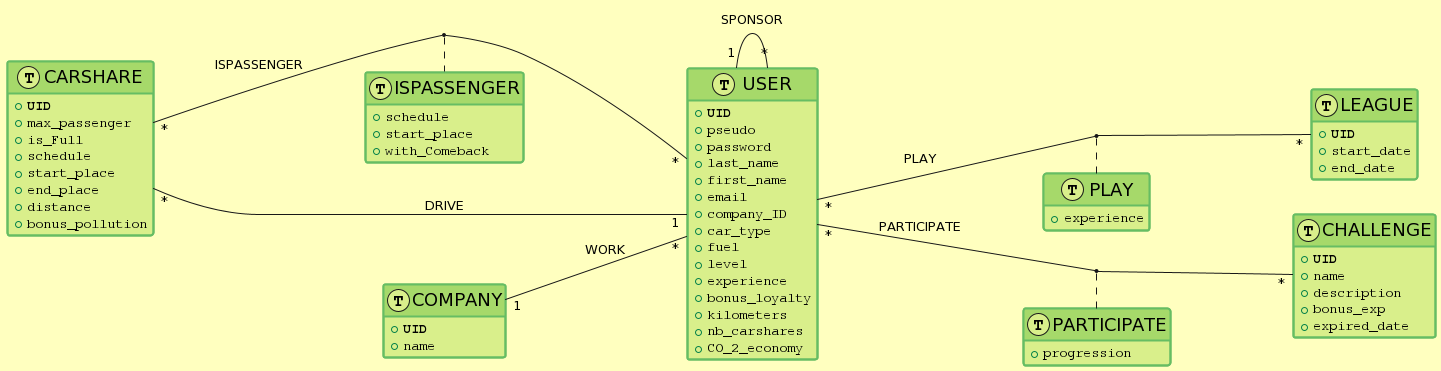 SPONSOR
1
*
T CARSHARE
UID
max_passenger
is_Full
schedule
start_place
end_place
distance
bonus_pollution
ISPASSENGER
*
*
T ISPASSENGER
schedule
start_place
with_Comeback
DRIVE
*
1
WORK
*
1
T COMPANY
UID
name
T USER
UID
pseudo
password
last_name
first_name
email
company_ID
car_type
fuel
level
experience
bonus_loyalty
kilometers
nb_carshares
CO_2_economy
PLAY
*
*
T PLAY
experience
T LEAGUE
UID
start_date
end_date
PARTICIPATE
*
*
T PARTICIPATE
progression
T CHALLENGE
UID
name
description
bonus_exp
expired_date